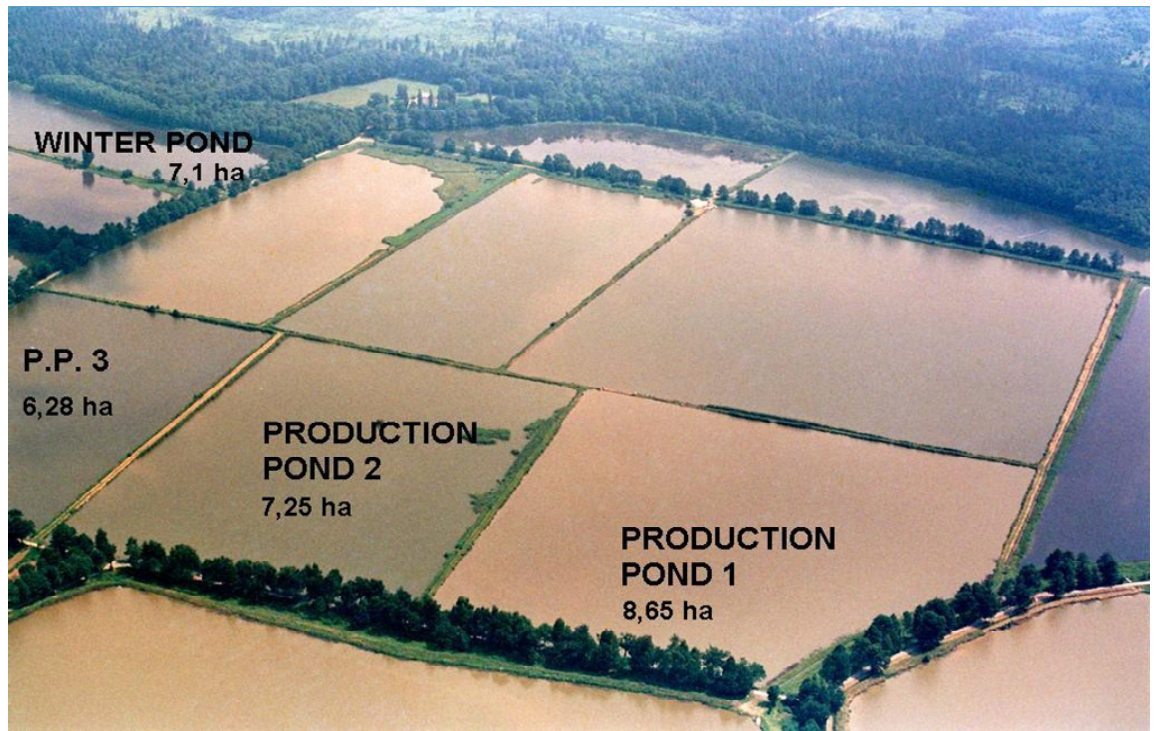 WINTER POND
7,1 ha
P.P. 3
6,28 ha
PRODUCTION
POND 2
7,25 ha
PRODUCTION
POND 1
8,65 ha